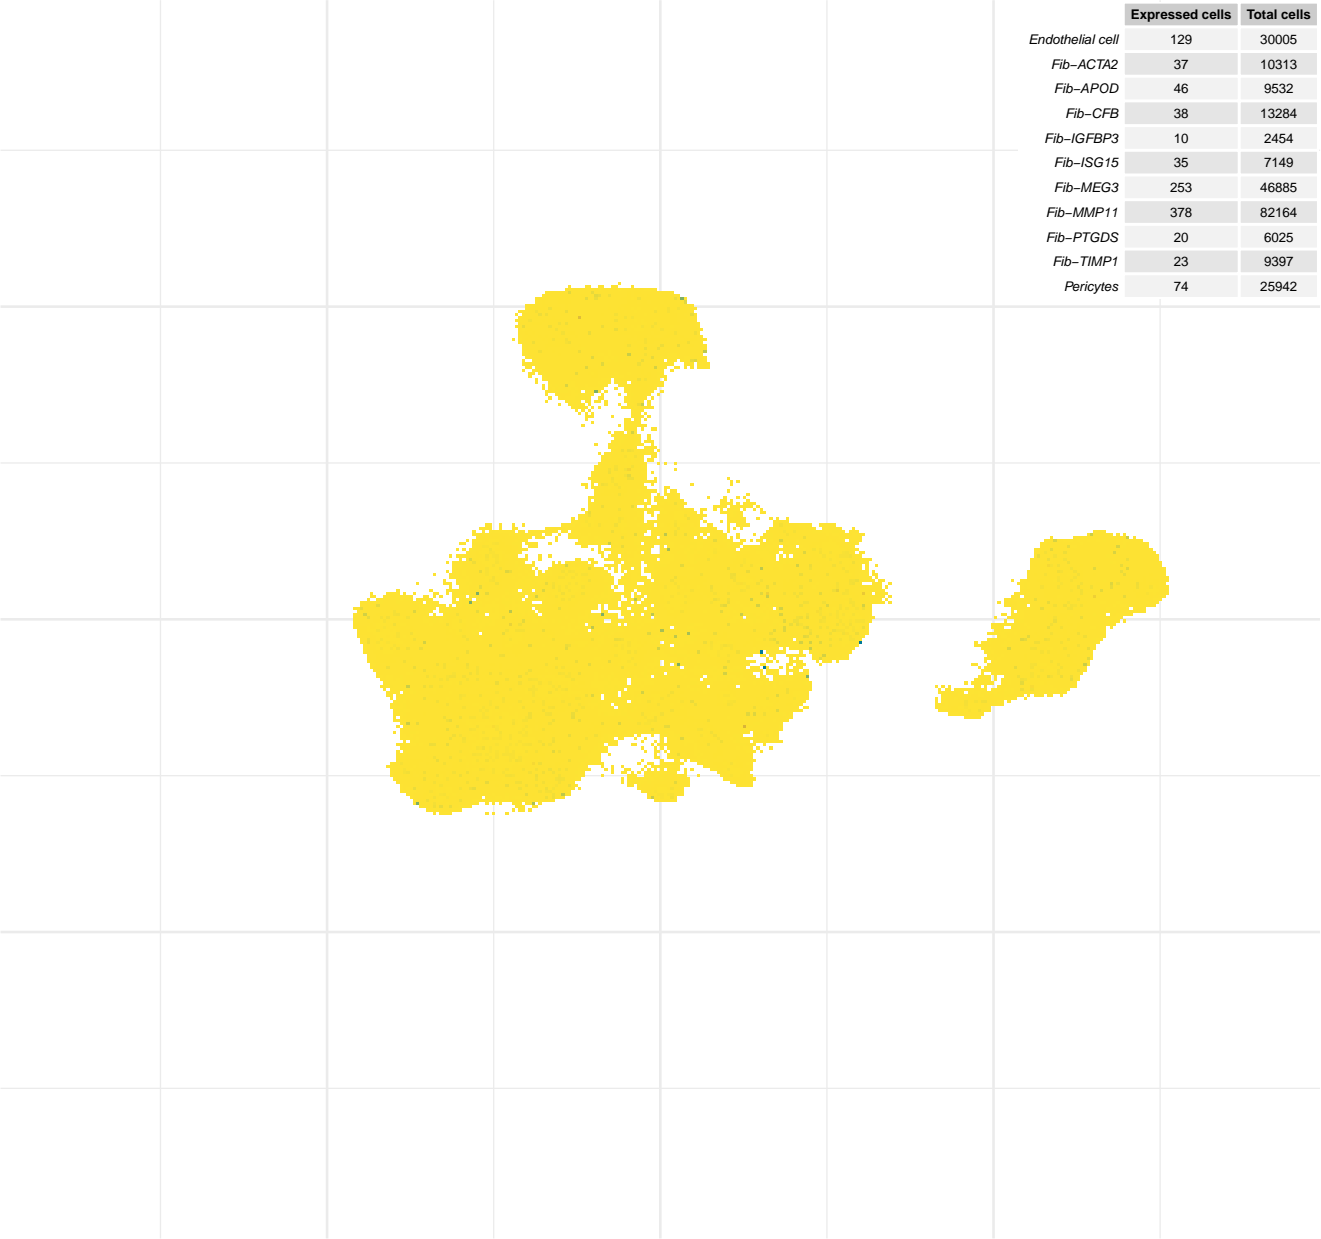 Expressed cells Total cells
Endothelial cell 129 30005
Fib−ACTA2 37 10313
Fib−APOD 46 9532
Fib−CFB 38 13284
Fib−IGFBP3 10 2454
Fib−ISG15 35 7149
Fib−MEG3 253 46885
Fib−MMP11 378 82164
Fib−PTGDS 20 6025
Fib−TIMP1 23 9397
Pericytes 74 25942